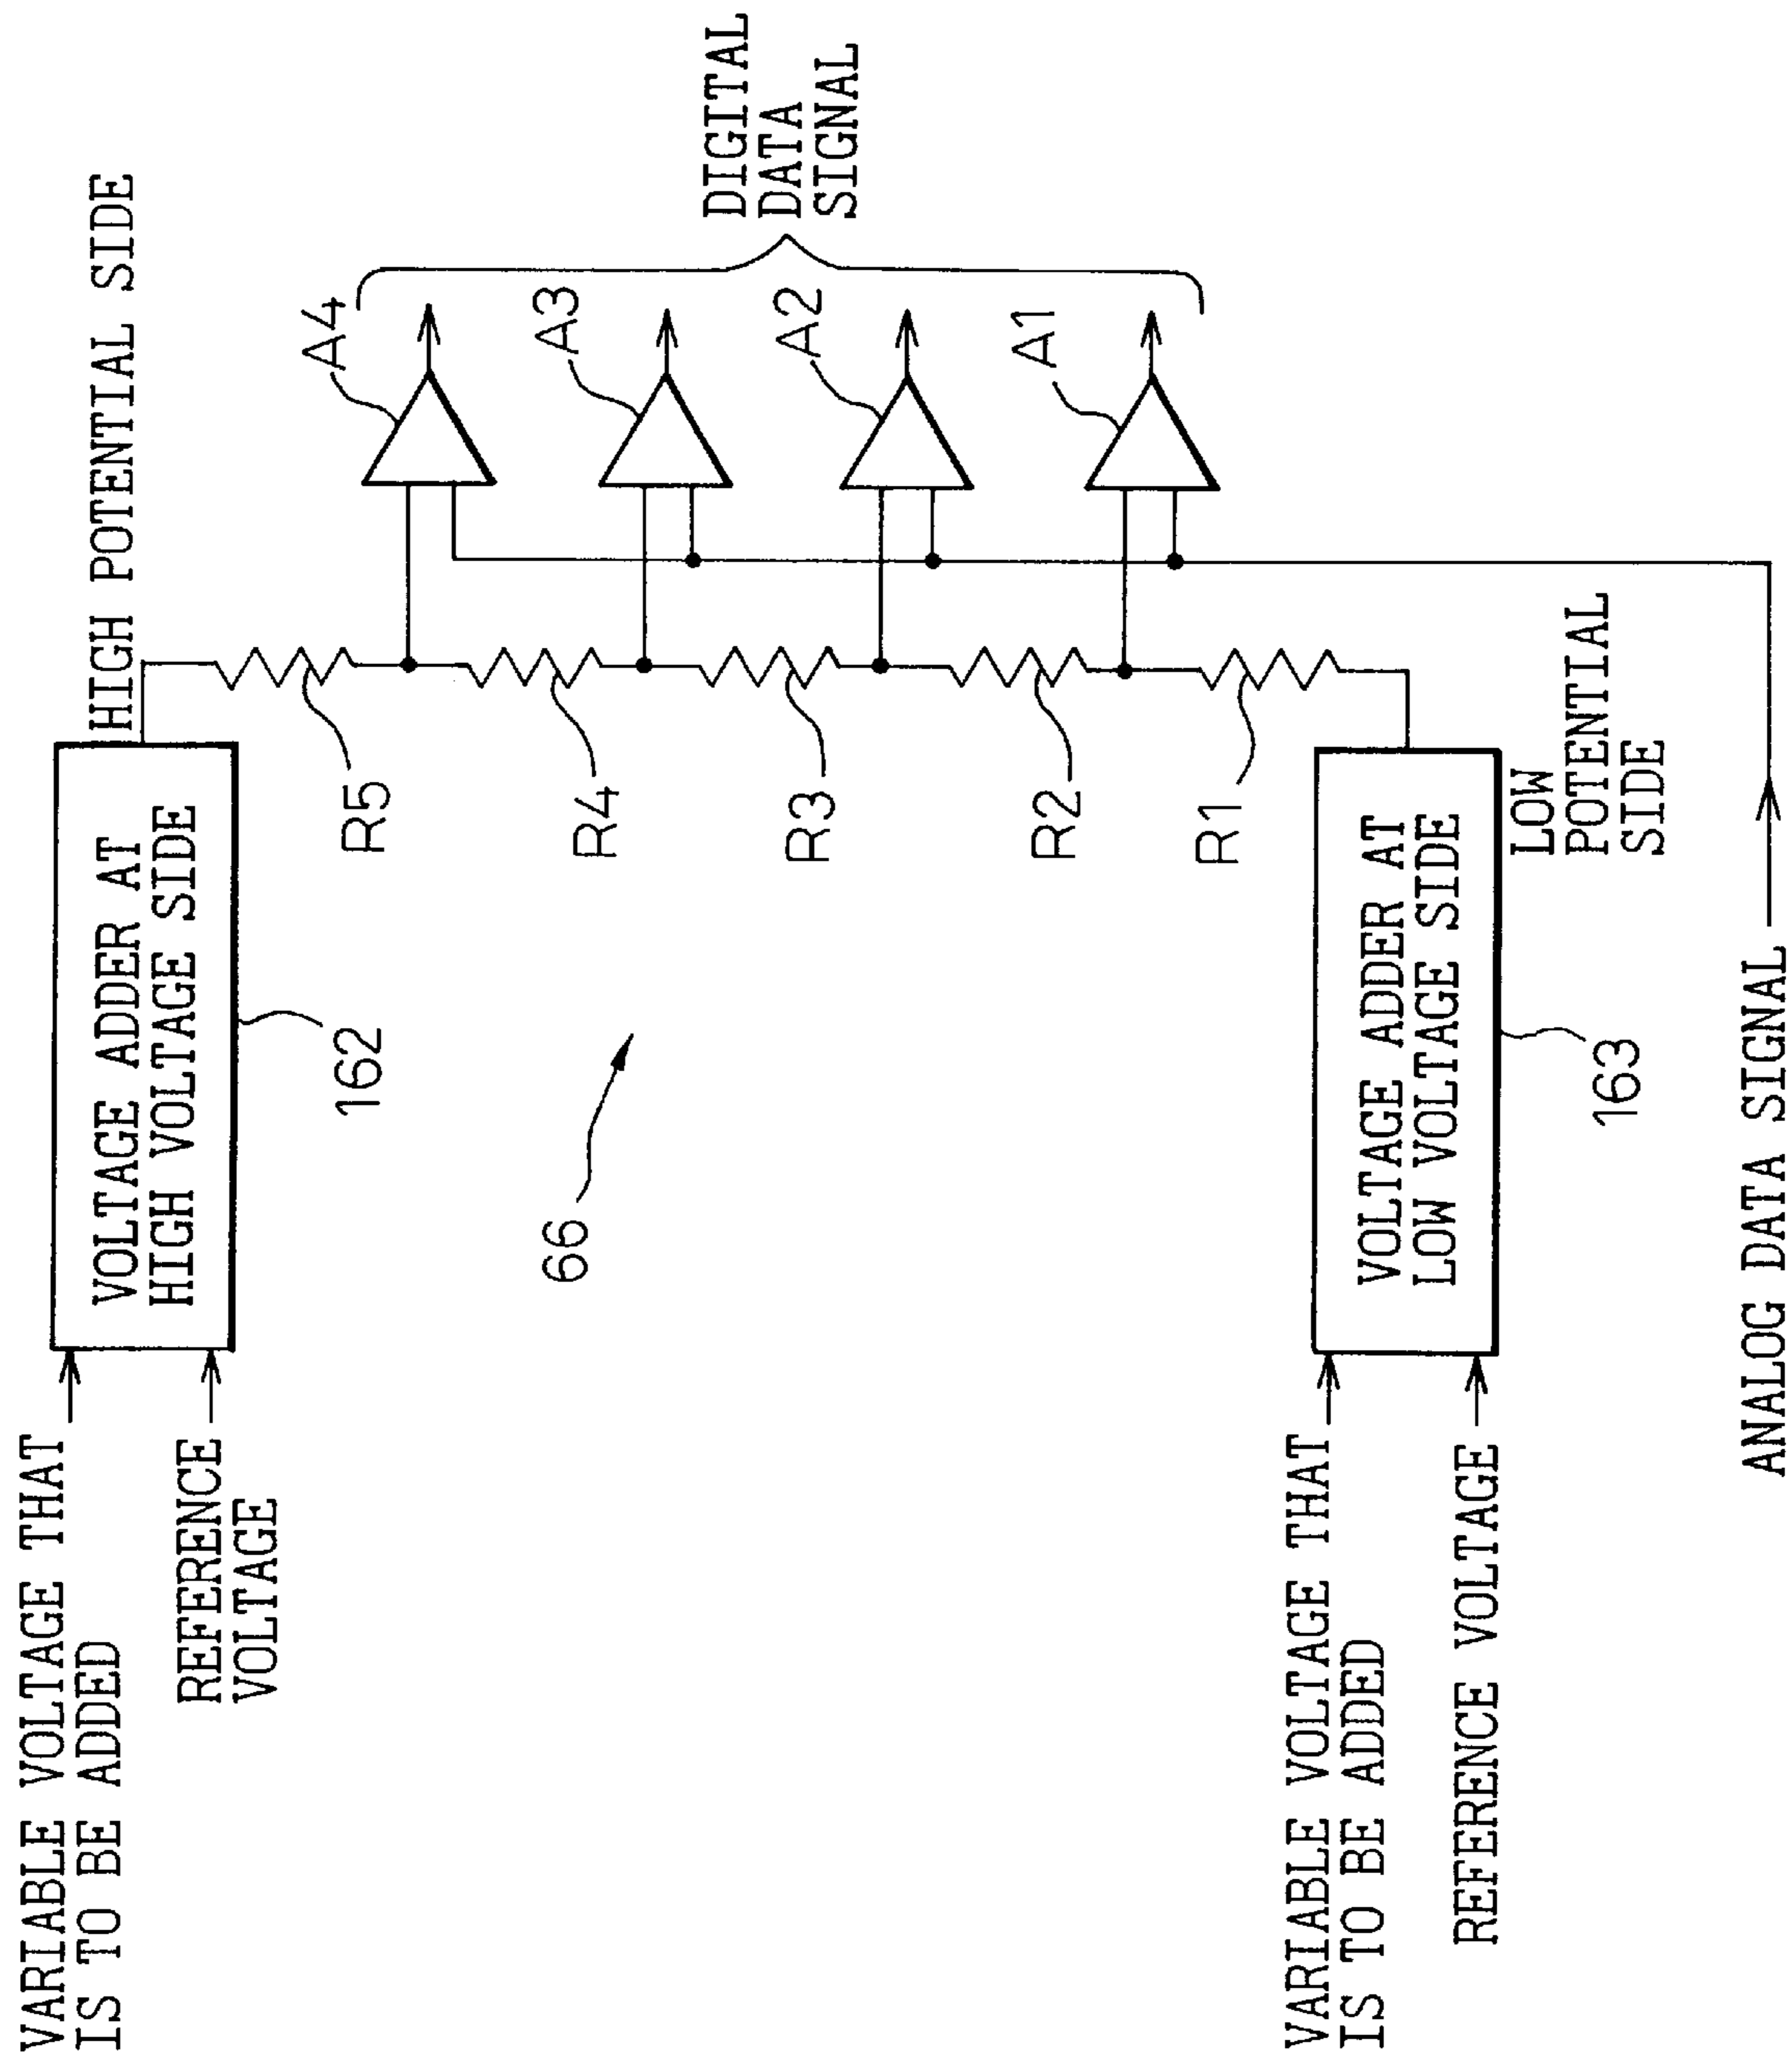 VARIABLE VOLTAGE THAT
IS TO BE ADDED
REFERENCE
VOLTAGE
VOLTAGE ADDER AT
HIGH VOLTAGE SIDE
162
HIGH POTENTIAL SIDE
R5
R4
R3
R2
R1
A4
A3
A2
A1
DIGITAL
DATA
SIGNAL
66
VARIABLE VOLTAGE THAT
IS TO BE ADDED
REFERENCE VOLTAGE
VOLTAGE ADDER AT
LOW VOLTAGE SIDE
163
LOW
POTENTIAL
SIDE
ANALOG DATA SIGNAL